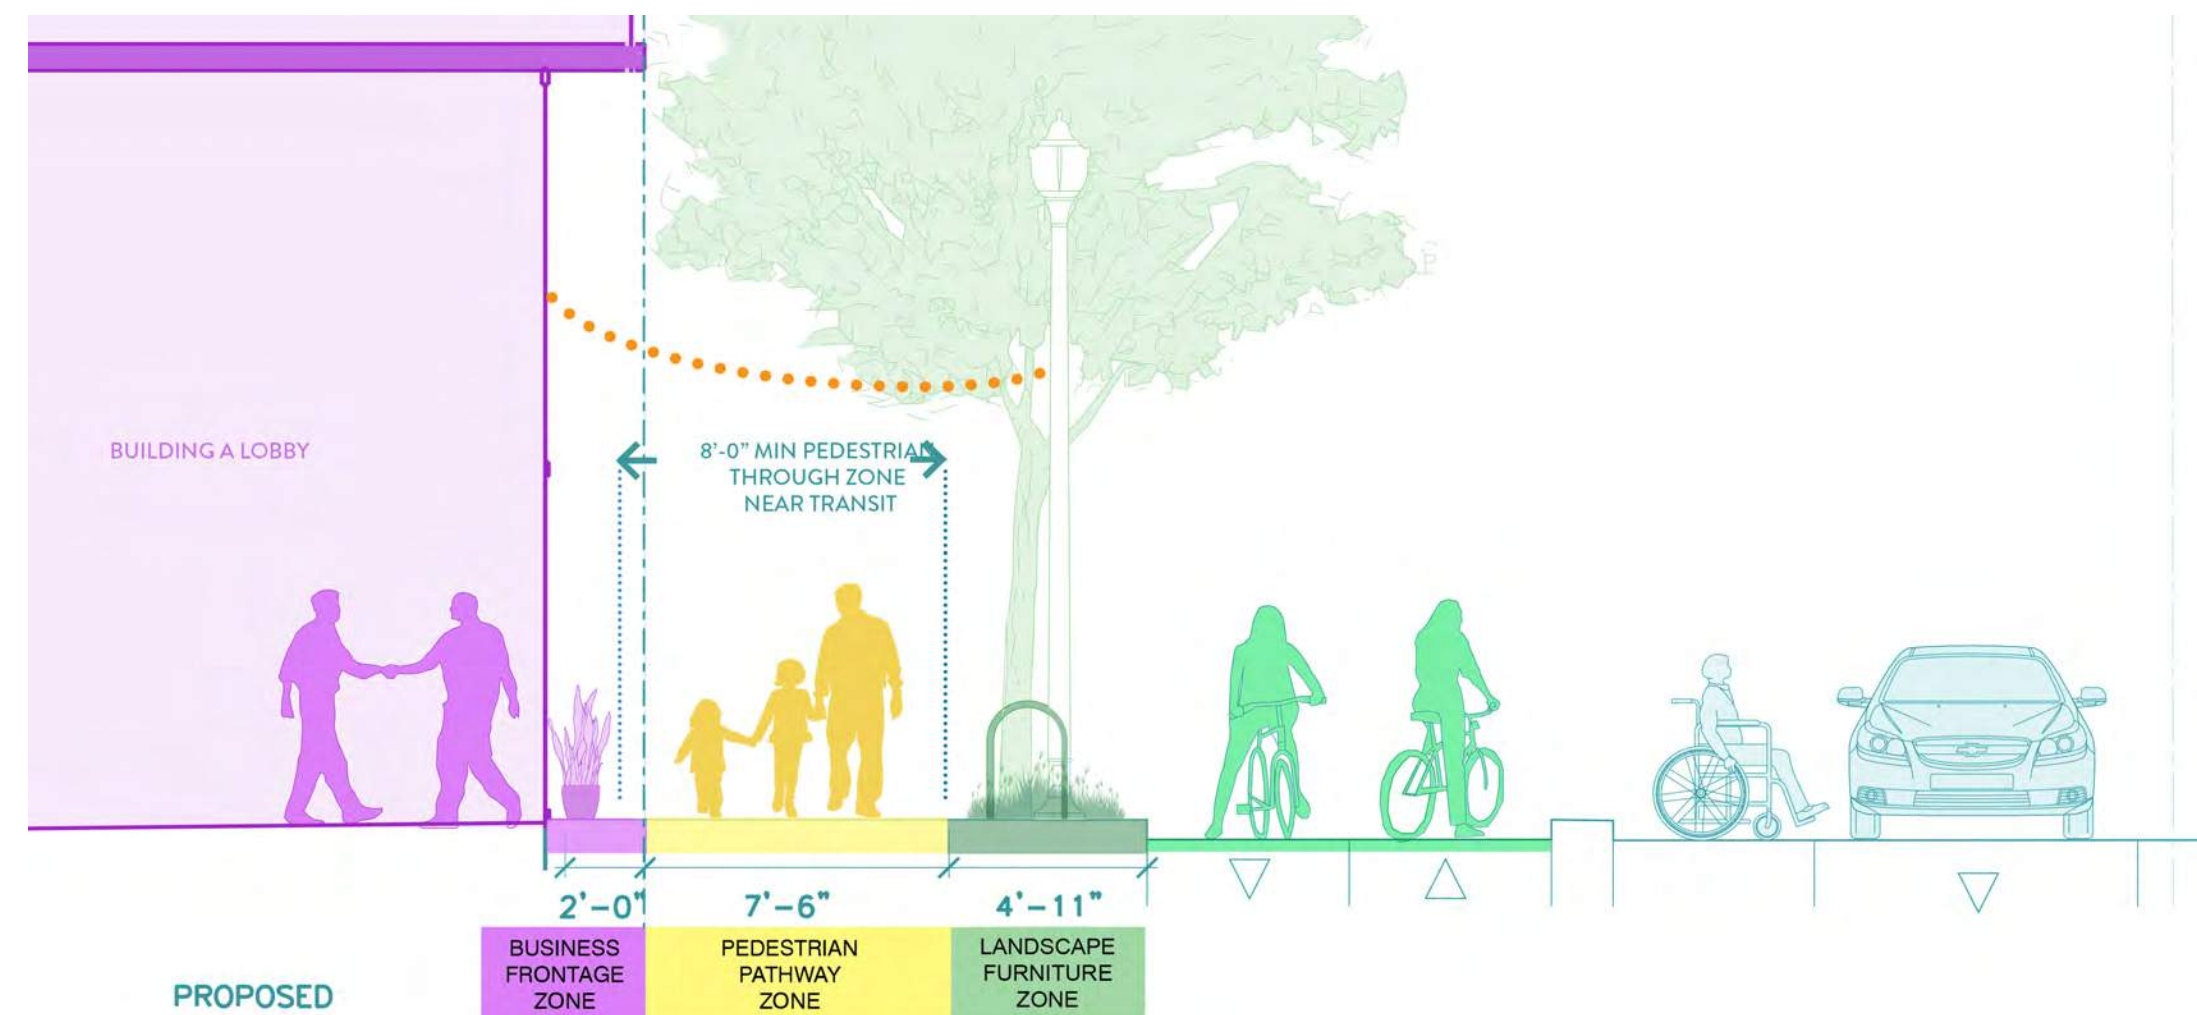 BUILDING A LOBBY
8'-0" MIN PEDESTRIAN
THROUGH ZONE
NEAR TRANSIT
2'-0"
7'-6"
4'-11"
BUSINESS
FRONTAGE
ZONE
PEDESTRIAN
PATHWAY
ZONE
LANDSCAPE
FURNITURE
ZONE
PROPOSED